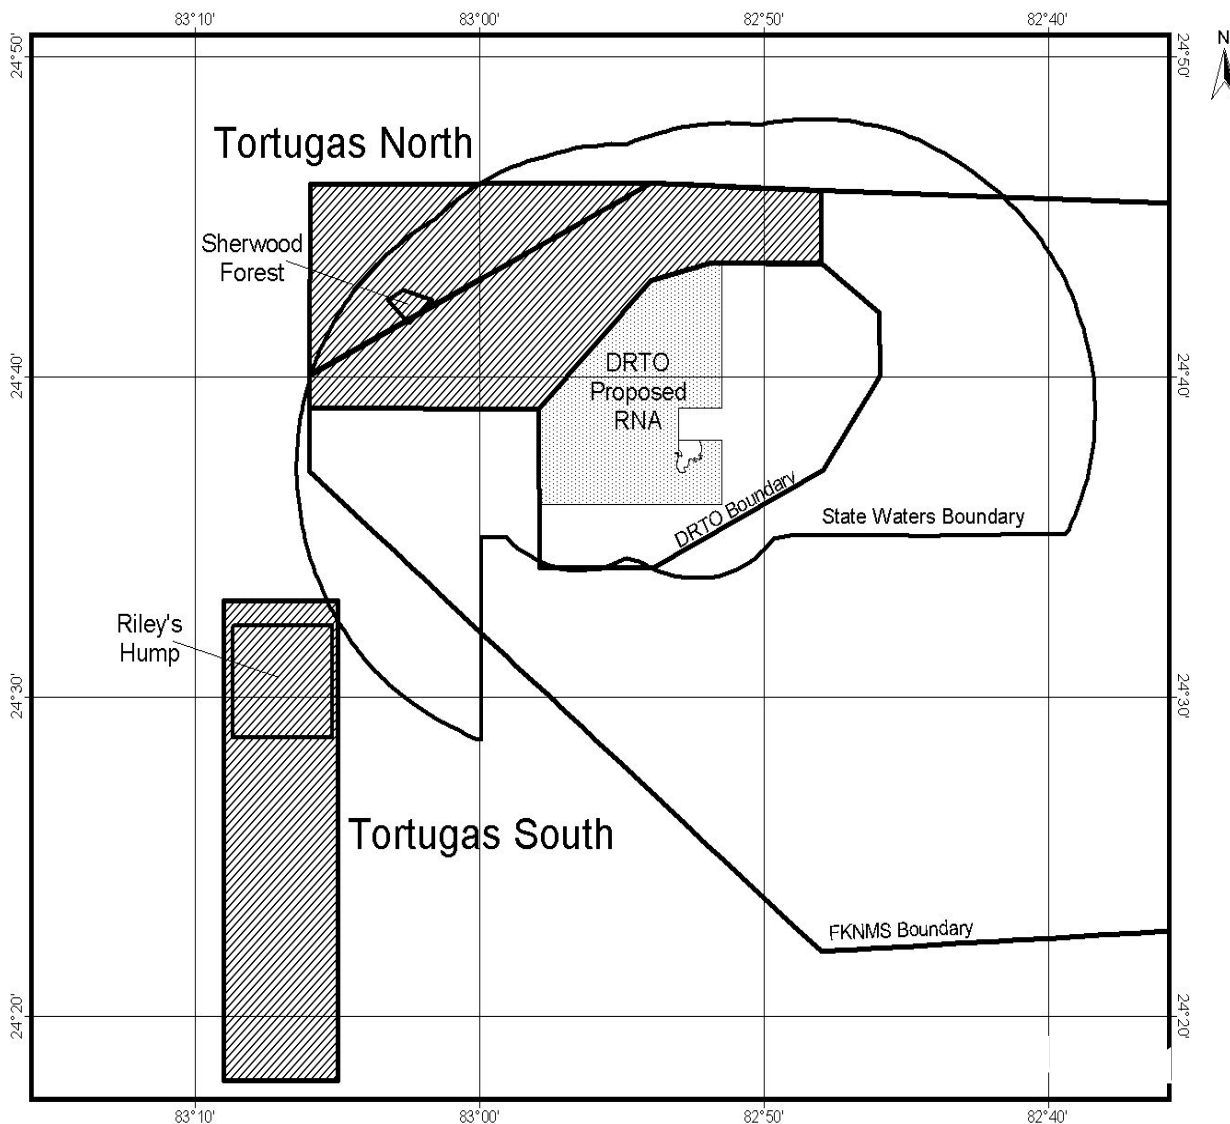 83°10'
83°00'
82°50'
82°40'
N
24°50'
24°50'
Tortugas North
Sherwood
Forest
DRTO
Proposed
RNA
24°40'
24°40'
DRTO Boundary
State Waters Boundary
Riley's
Hump
24°30'
24°30'
Tortugas South
FKNMS Boundary
24°20'
24°20'
83°10'
83°00'
82°50'
82°40'